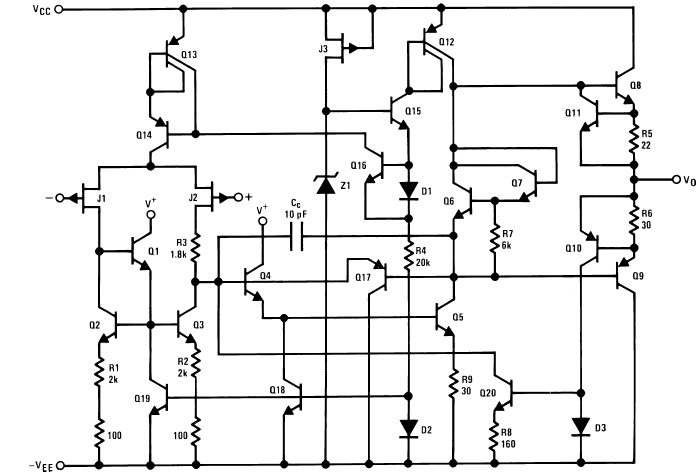 VCC
Q13
J3
Q12
Q8
Q15
Q11
R5
22
Q14
Q16
D1
Q7
VO
−
J1
J2
+
Z1
V+
V+
CC
10 pF
Q6
R6
30
R3
1.8k
Q1
R4
20k
R7
6k
Q10
Q4
Q17
Q9
Q2
Q3
Q5
R1
2k
R2
2k
R9
30
Q19
Q18
Q20
100
100
D2
R8
160
D3
−VEE